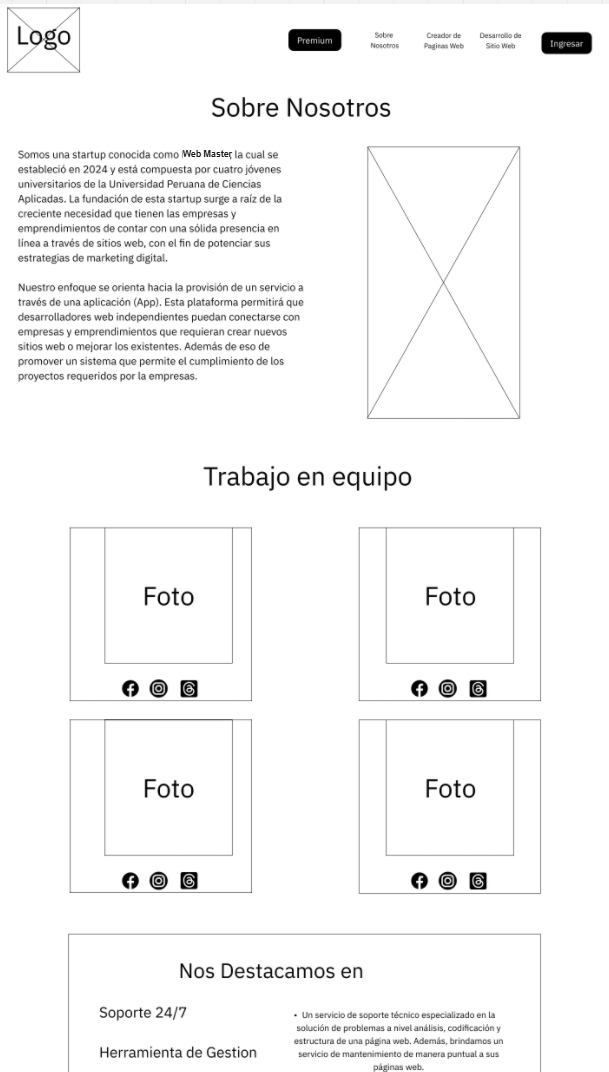 Logo
Premium
Sobre
Nosotros
Creador de
Paginas Web
Desarrollo de
Sitio Web
Ingresar
Sobre Nosotros
Somos una startup conocida como Web Master, la cual se
estableció en 2024 y está compuesta por cuatro jóvenes
universitarios de la Universidad Peruana de Ciencias
Aplicadas. La fundación de esta startup surge a raíz de la
creciente necesidad que tienen las empresas y
emprendimientos de contar con una sólida presencia en
línea a través de sitios web, con el fin de potenciar sus
estrategias de marketing digital.
Nuestro enfoque se orienta hacia la provisión de un servicio a
través de una aplicación (App). Esta plataforma permitirá que
desarrolladores web independientes puedan conectarse con
empresas y emprendimientos que requieran crear nuevos
sitios web o mejorar los existentes. Además de eso de
promover un sistema que permite el cumplimiento de los
proyectos requeridos por la empresas.
Trabajo en equipo
Foto
Foto
Foto
Foto
Nos Destacamos en
Soporte 24/7
Herramienta de Gestion
• Un servicio de soporte técnico especializado en la
solución de problemas a nivel análisis, codificación y
estructura de una página web. Además, brindamos un
servicio de mantenimiento de manera puntual a sus
páginas web.